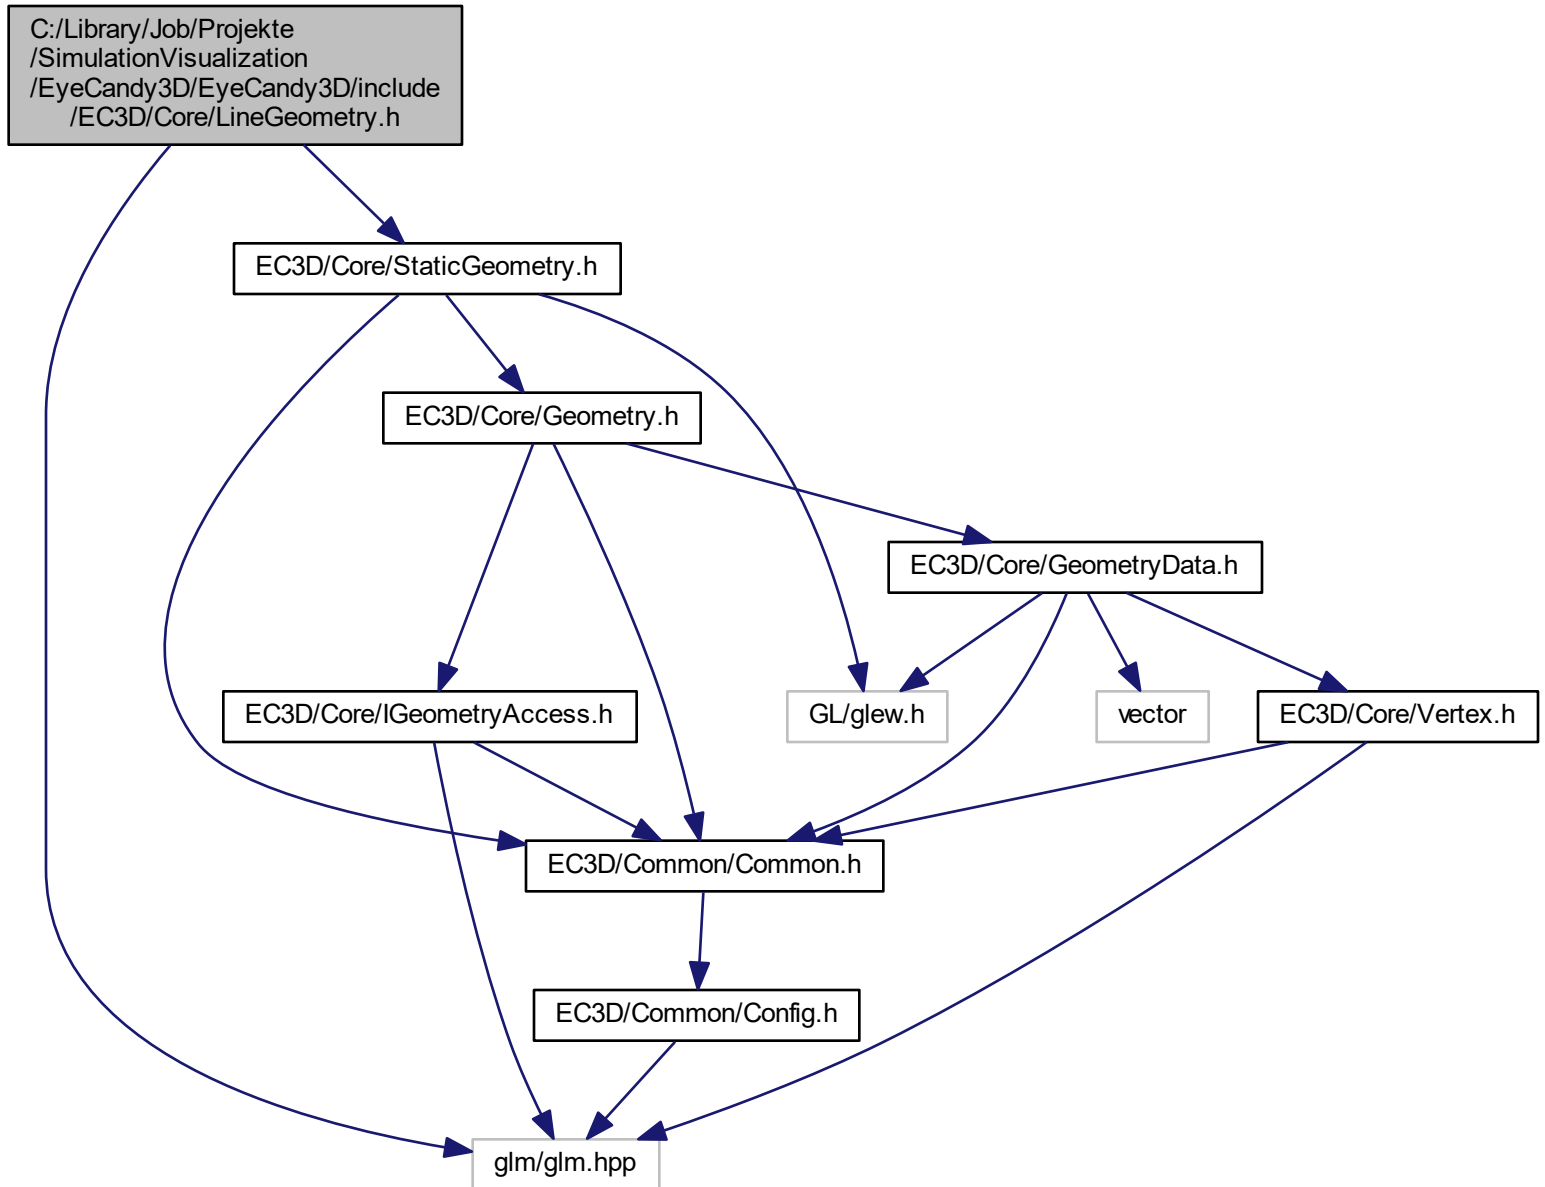 C:/Library/Job/Projekte
/SimulationVisualization
/EyeCandy3D/EyeCandy3D/include
/EC3D/Core/LineGeometry.h
EC3D/Core/StaticGeometry.h
EC3D/Core/Geometry.h
EC3D/Core/GeometryData.h
EC3D/Core/IGeometryAccess.h
GL/glew.h
vector
EC3D/Core/Vertex.h
EC3D/Common/Common.h
EC3D/Common/Config.h
glm/glm.hpp